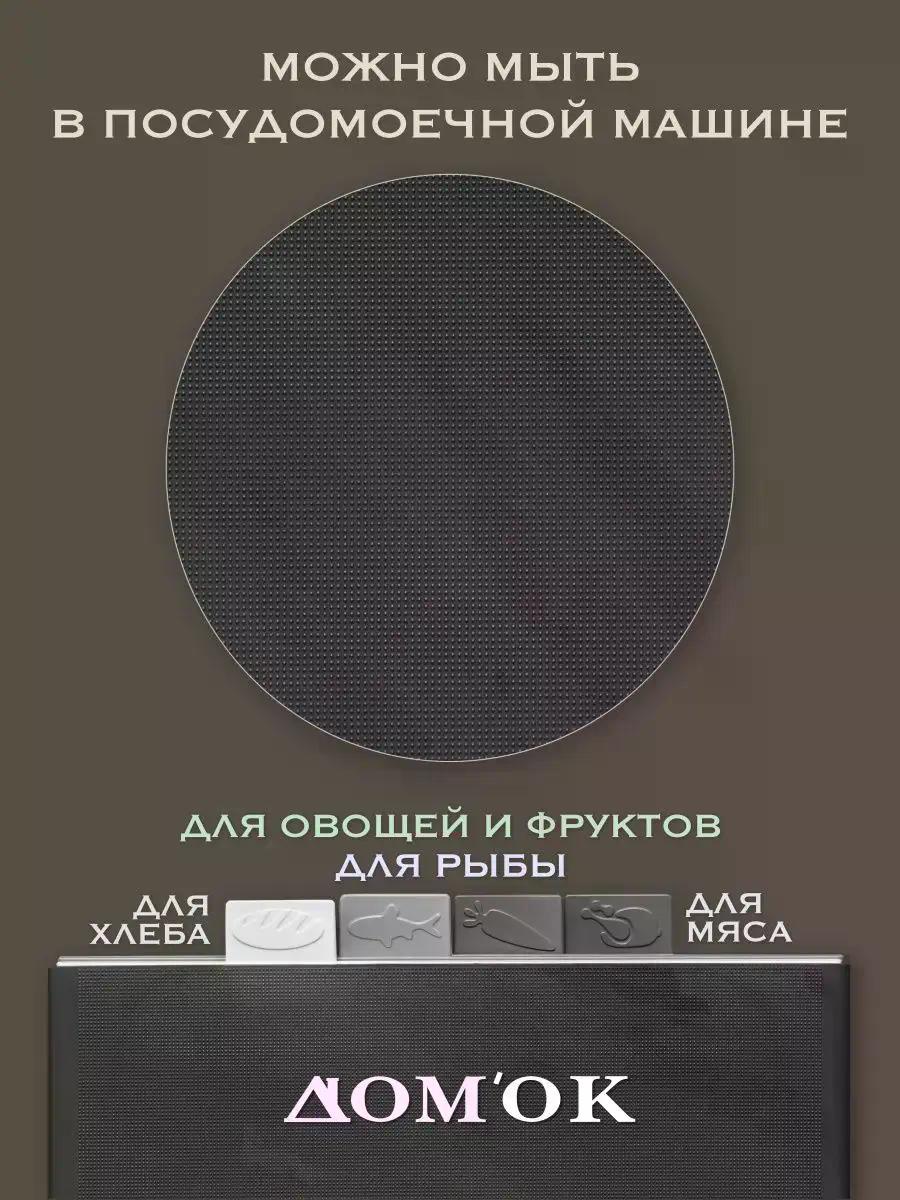 МОЖНО МЫТЬ
В ПОСУДОМОЕЧНОЙ МАШИНЕ
ДЛЯ ОВОЩЕЙ И ФРУКТОВ
ДЛЯ РЫБЫ
ДЛЯ
ХЛЕБА
ДЛЯ
МЯСА
ДОМ'ОК